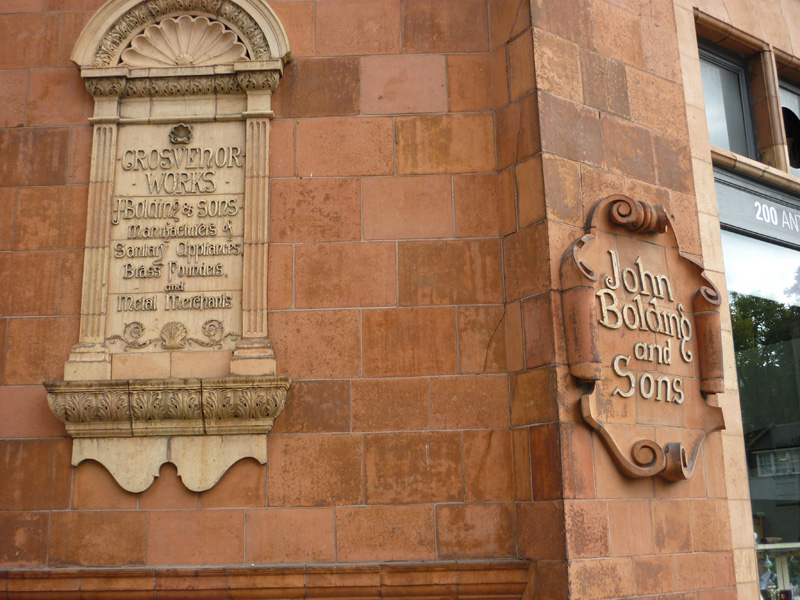 GROSVENOR
WORKS
J. Bolding & SONS
Manufacturers of
Sanitary Appliances,
Brass Founders,
and
Metal Merchants
John
Bolding
and
Sons
200